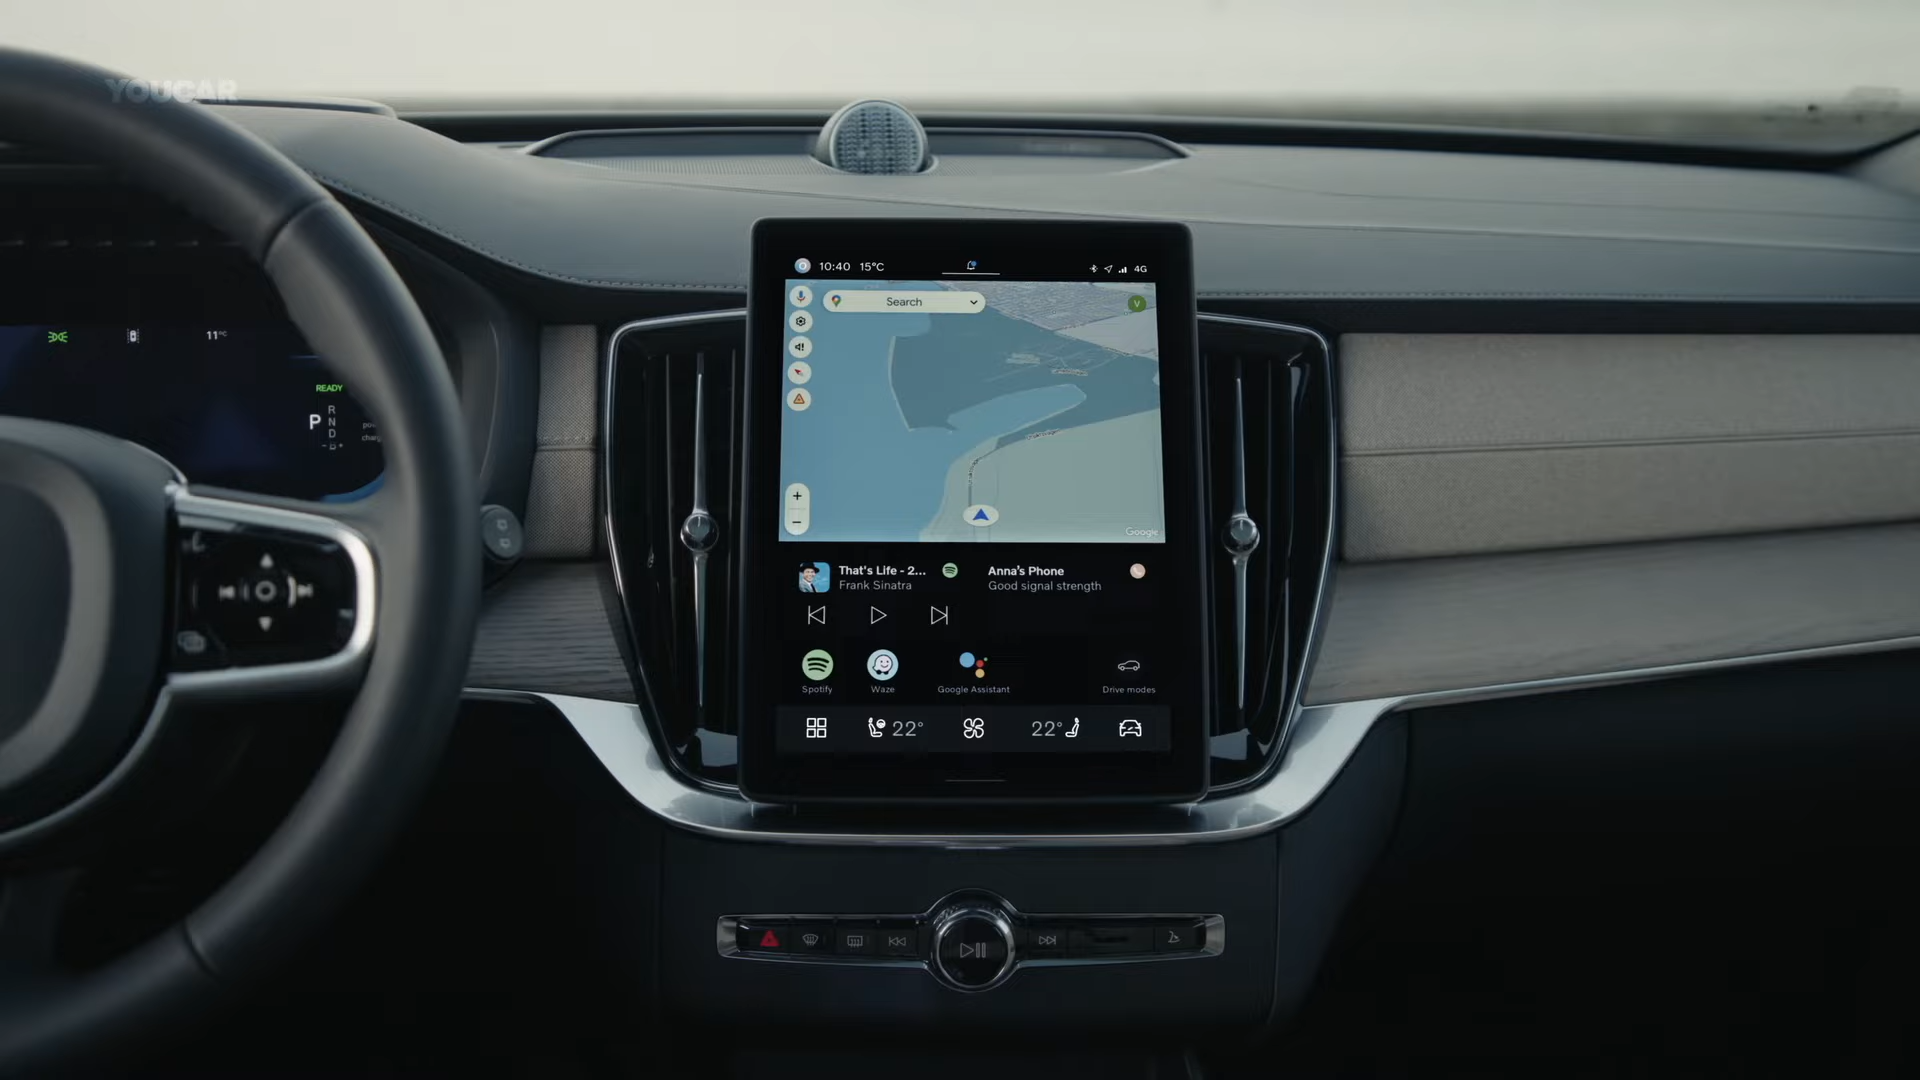 YOUCAR
10:40 15°C
4G
Search
V
Google
11°C
READY
P
R
N
D
- B +
That's Life - 2...
Frank Sinatra
Anna's Phone
Good signal strength
Spotify
Waze
Google Assistant
Drive modes
22°
22°